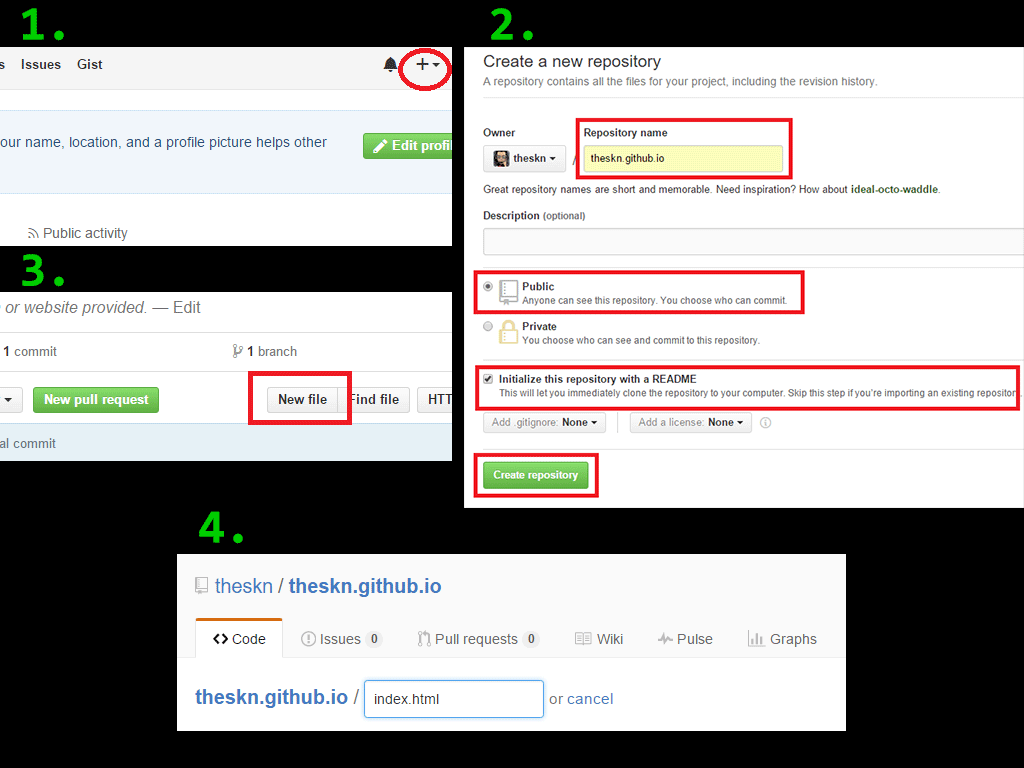 1.
s Issues Gist
our name, location, and a profile picture helps other
Edit profi
Public activity
2.
Create a new repository
A repository contains all the files for your project, including the revision history.
Owner Repository name
theskn / theskn.github.io
Great repository names are short and memorable. Need inspiration? How about ideal-octo-waddle.
Description (optional)
Public
Anyone can see this repository. You choose who can commit.
Private
You choose who can see and commit to this repository.
Initialize this repository with a README
This will let you immediately clone the repository to your computer. Skip this step if you're importing an existing repository
Add .gitignore: None Add a license: None
Create repository
3.
n or website provided. — Edit
1 commit 1 branch
New pull request New file Find file HTT
al commit
4.
theskn / theskn.github.io
Code Issues 0 Pull requests 0 Wiki Pulse Graphs
theskn.github.io / index.html or cancel